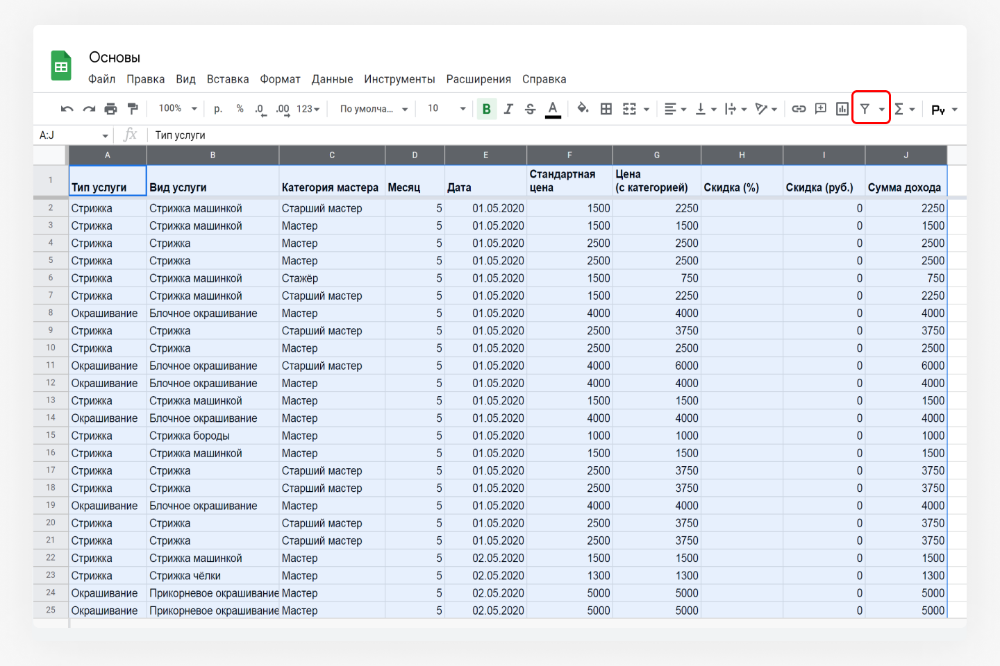 Основы
Файл Правка Вид Вставка Формат Данные Инструменты Расширения Справка
100% р. % .0 .00 123 По умолча... 10 B I S A Σ Ру
A:J fx Тип услуги
A B C D E F G H I J
1 Тип услуги Вид услуги Категория мастера Месяц Дата Стандартная цена Цена (с категорией) Скидка (%) Скидка (руб.) Сумма дохода
2 Стрижка Стрижка машинкой Старший мастер 5 01.05.2020 1500 2250 0 2250
3 Стрижка Стрижка машинкой Мастер 5 01.05.2020 1500 1500 0 1500
4 Стрижка Стрижка Мастер 5 01.05.2020 2500 2500 0 2500
5 Стрижка Стрижка Мастер 5 01.05.2020 2500 2500 0 2500
6 Стрижка Стрижка машинкой Стажёр 5 01.05.2020 1500 750 0 750
7 Стрижка Стрижка машинкой Старший мастер 5 01.05.2020 1500 2250 0 2250
8 Окрашивание Блочное окрашивание Мастер 5 01.05.2020 4000 4000 0 4000
9 Стрижка Стрижка Старший мастер 5 01.05.2020 2500 3750 0 3750
10 Стрижка Стрижка Мастер 5 01.05.2020 2500 2500 0 2500
11 Окрашивание Блочное окрашивание Старший мастер 5 01.05.2020 4000 6000 0 6000
12 Окрашивание Блочное окрашивание Мастер 5 01.05.2020 4000 4000 0 4000
13 Стрижка Стрижка машинкой Мастер 5 01.05.2020 1500 1500 0 1500
14 Окрашивание Блочное окрашивание Мастер 5 01.05.2020 4000 4000 0 4000
15 Стрижка Стрижка бороды Мастер 5 01.05.2020 1000 1000 0 1000
16 Стрижка Стрижка машинкой Мастер 5 01.05.2020 1500 1500 0 1500
17 Стрижка Стрижка Старший мастер 5 01.05.2020 2500 3750 0 3750
18 Стрижка Стрижка Старший мастер 5 01.05.2020 2500 3750 0 3750
19 Окрашивание Блочное окрашивание Мастер 5 01.05.2020 4000 4000 0 4000
20 Стрижка Стрижка Старший мастер 5 01.05.2020 2500 3750 0 3750
21 Стрижка Стрижка Старший мастер 5 01.05.2020 2500 3750 0 3750
22 Стрижка Стрижка машинкой Мастер 5 02.05.2020 1500 1500 0 1500
23 Стрижка Стрижка чёлки Мастер 5 02.05.2020 1300 1300 0 1300
24 Окрашивание Прикорневое окрашивание Мастер 5 02.05.2020 5000 5000 0 5000
25 Окрашивание Прикорневое окрашивание Мастер 5 02.05.2020 5000 5000 0 5000